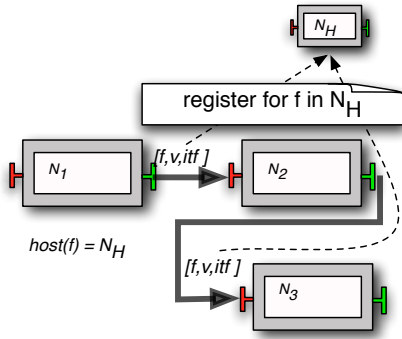 N_H
register for f in N_H
[f,v,itf ]
N_1
N_2
host(f) = N_H
[f,v,itf ]
N_3